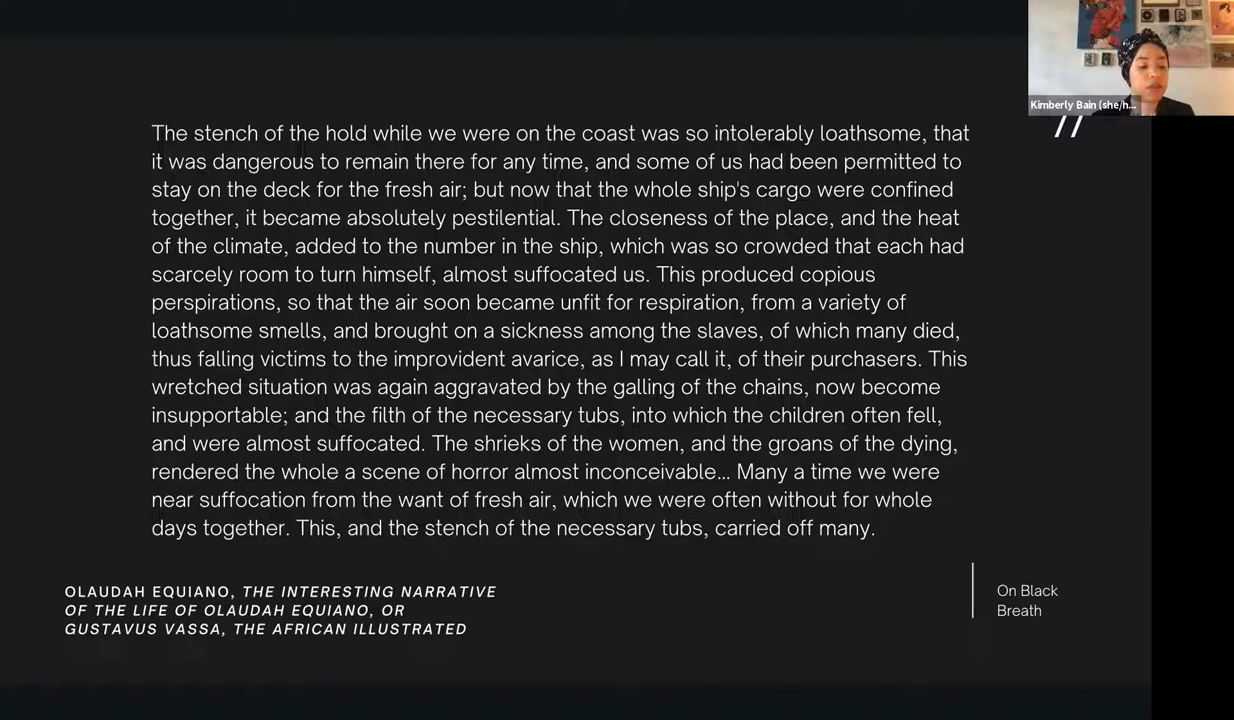 Kimberly Bain (she/h...
"
The stench of the hold while we were on the coast was so intolerably loathsome, that
it was dangerous to remain there for any time, and some of us had been permitted to
stay on the deck for the fresh air; but now that the whole ship's cargo were confined
together, it became absolutely pestilential. The closeness of the place, and the heat
of the climate, added to the number in the ship, which was so crowded that each had
scarcely room to turn himself, almost suffocated us. This produced copious
perspirations, so that the air soon became unfit for respiration, from a variety of
loathsome smells, and brought on a sickness among the slaves, of which many died,
thus falling victims to the improvident avarice, as I may call it, of their purchasers. This
wretched situation was again aggravated by the galling of the chains, now become
insupportable; and the filth of the necessary tubs, into which the children often fell,
and were almost suffocated. The shrieks of the women, and the groans of the dying,
rendered the whole a scene of horror almost inconceivable... Many a time we were
near suffocation from the want of fresh air, which we were often without for whole
days together. This, and the stench of the necessary tubs, carried off many.
OLAUDAH EQUIANO, THE INTERESTING NARRATIVE
OF THE LIFE OF OLAUDAH EQUIANO, OR
GUSTAVUS VASSA, THE AFRICAN ILLUSTRATED
On Black
Breath